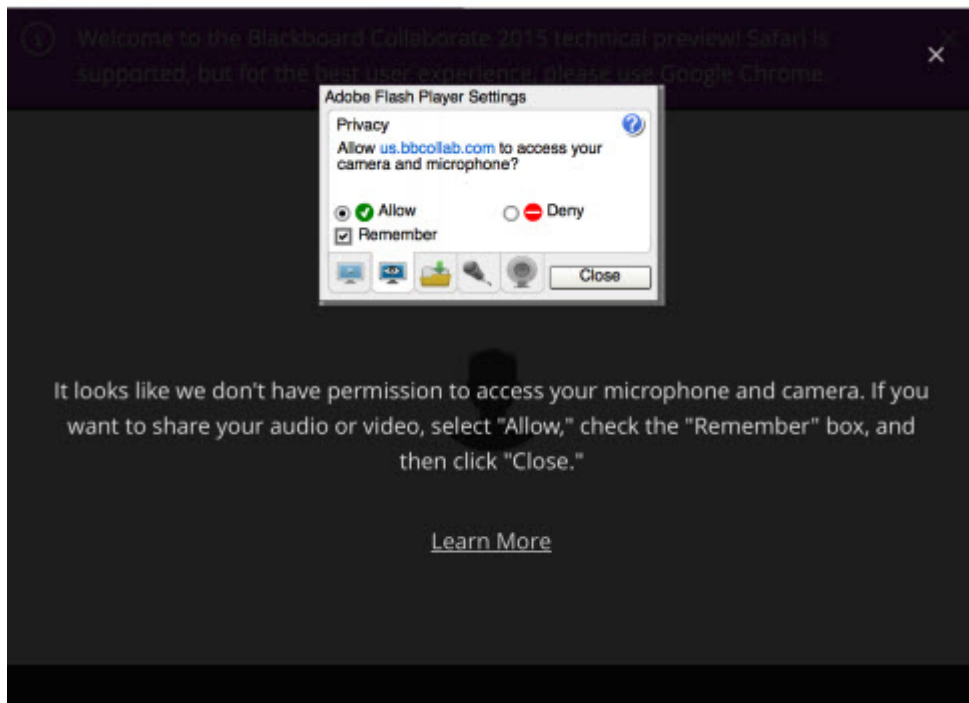 Welcome to the Blackboard Collaborate 2015 technical preview! Safari is
supported, but for the best user experience, please use Google Chrome.
Adobe Flash Player Settings
Privacy
Allow us.bbcollab.com to access your
camera and microphone?
Allow
Deny
Remember
Close
It looks like we don't have permission to access your microphone and camera. If you
want to share your audio or video, select "Allow," check the "Remember" box, and
then click "Close."
Learn More